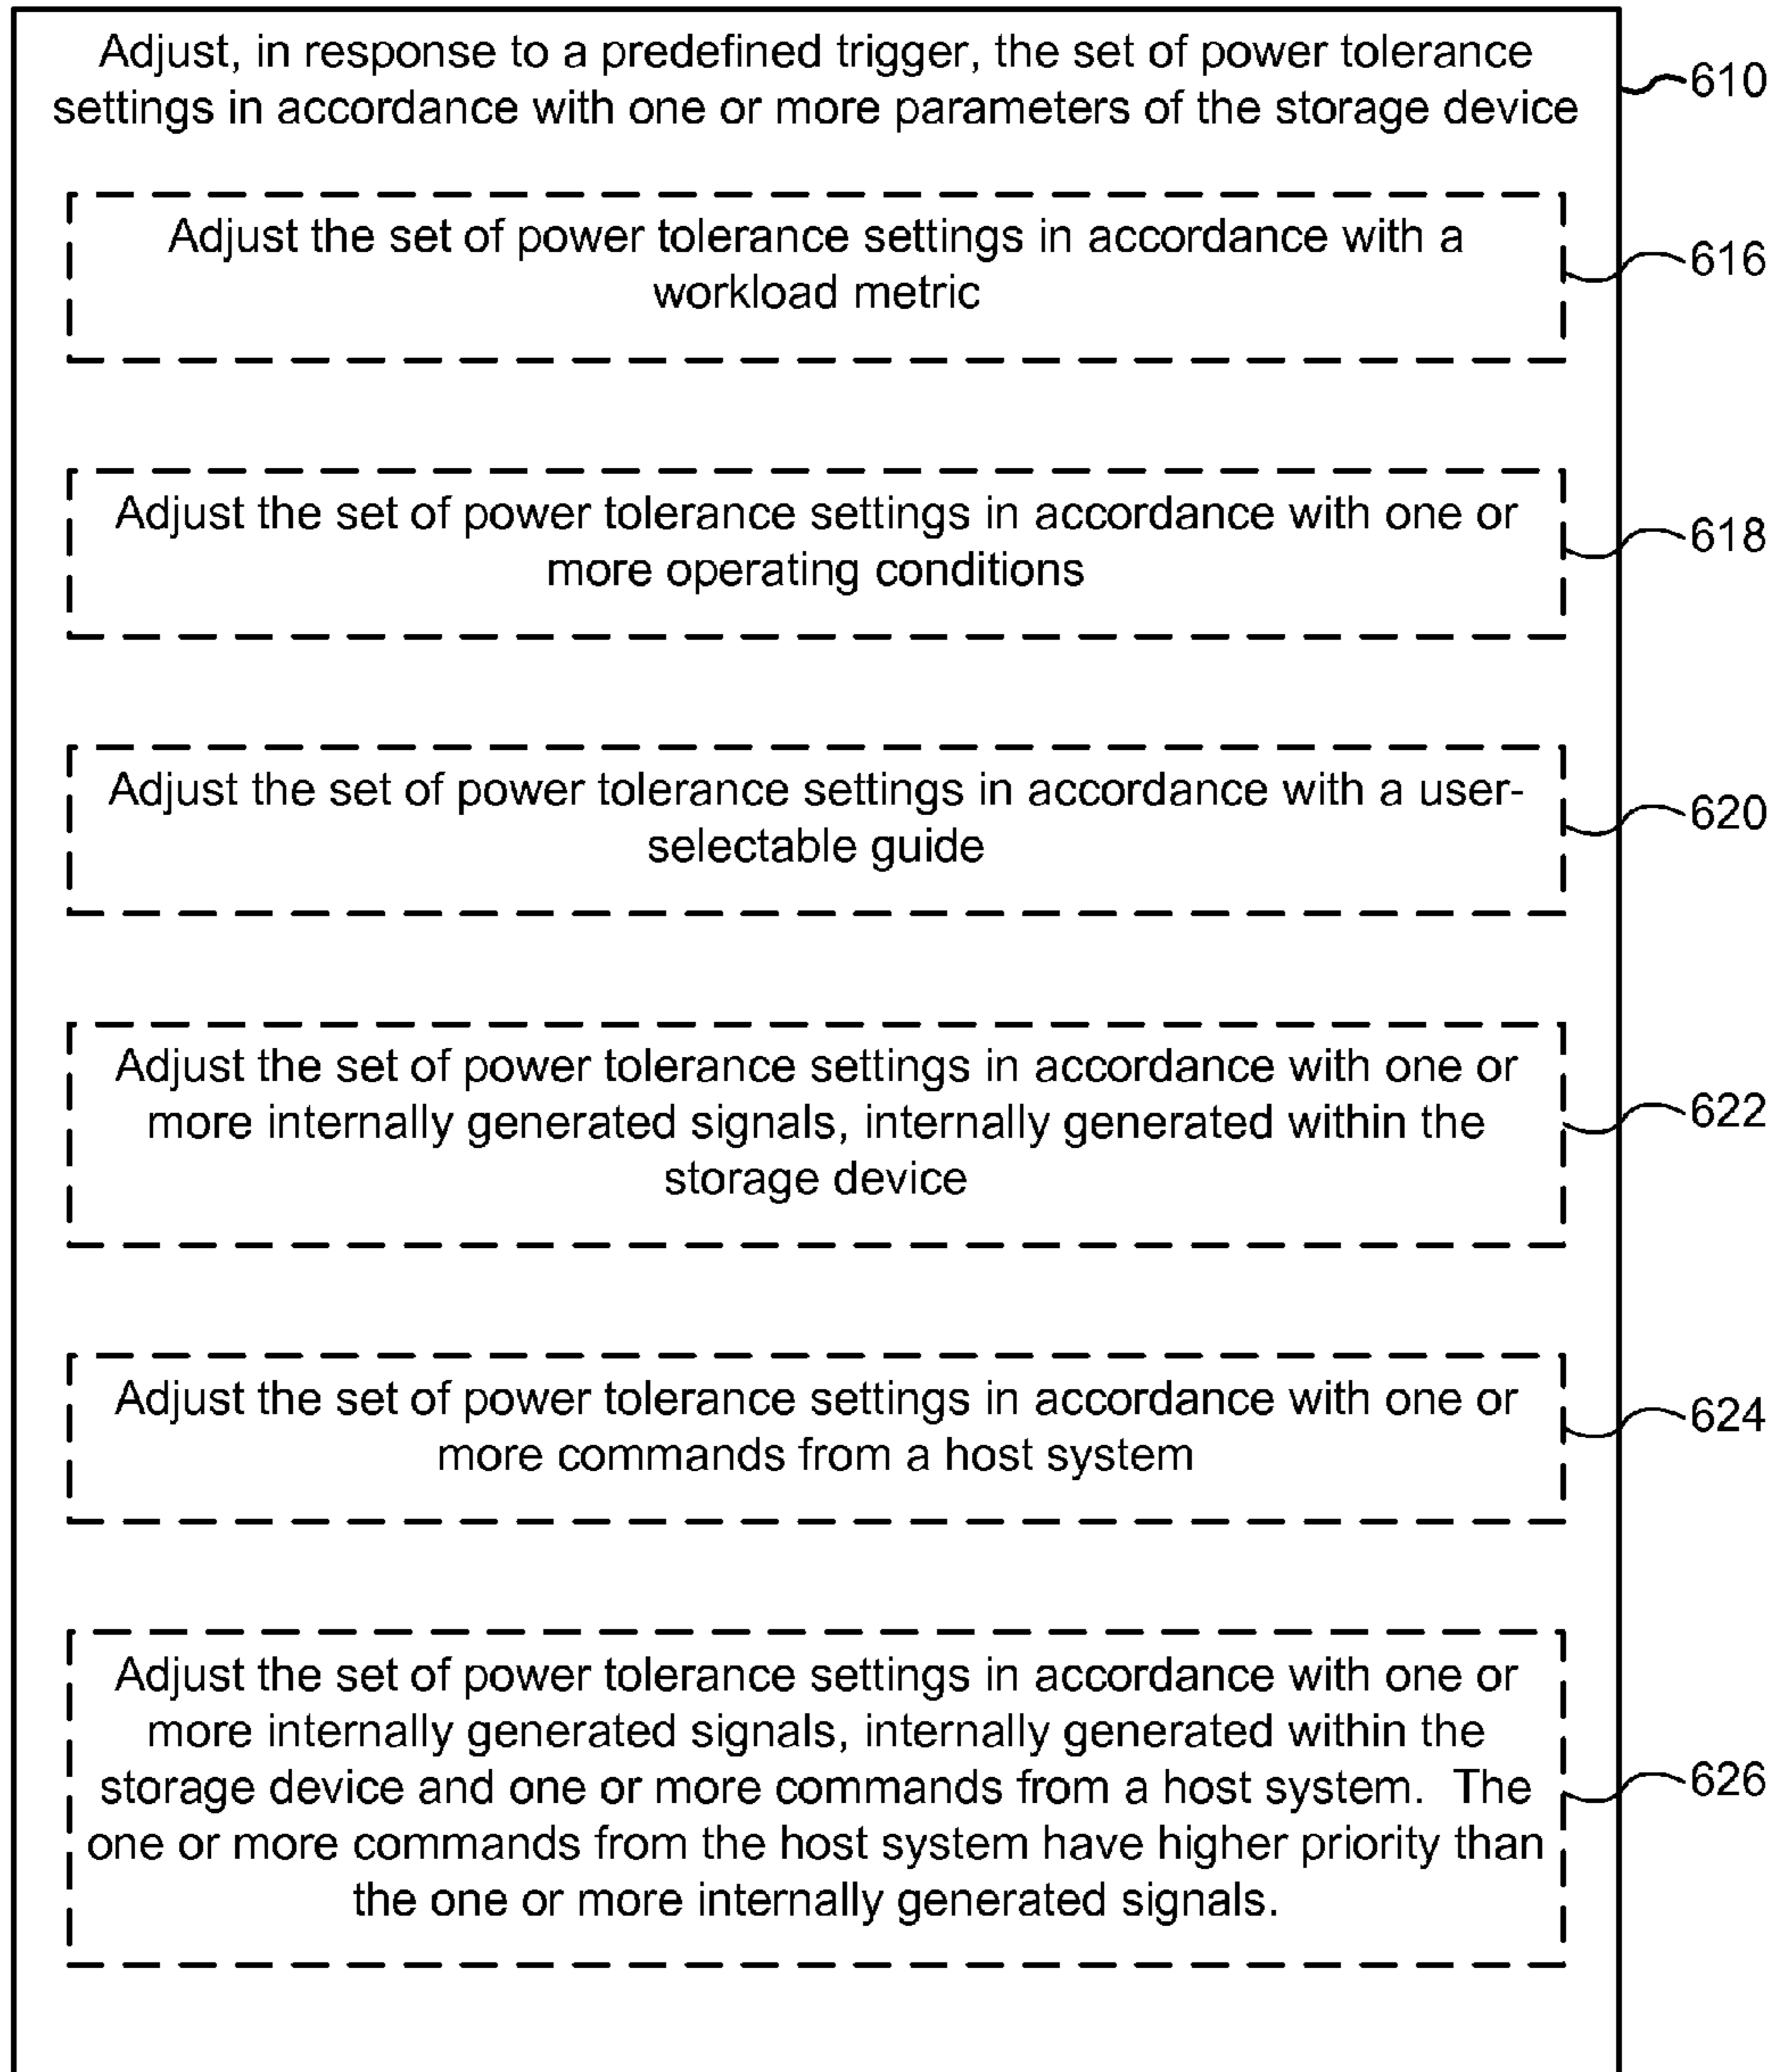 Adjust, in response to a predefined trigger, the set of power tolerance
settings in accordance with one or more parameters of the storage device
610
Adjust the set of power tolerance settings in accordance with a
workload metric
616
Adjust the set of power tolerance settings in accordance with one or
more operating conditions
618
Adjust the set of power tolerance settings in accordance with a user-
selectable guide
620
Adjust the set of power tolerance settings in accordance with one or
more internally generated signals, internally generated within the
storage device
622
Adjust the set of power tolerance settings in accordance with one or
more commands from a host system
624
Adjust the set of power tolerance settings in accordance with one or
more internally generated signals, internally generated within the
storage device and one or more commands from a host system.  The
one or more commands from the host system have higher priority than
the one or more internally generated signals.
626